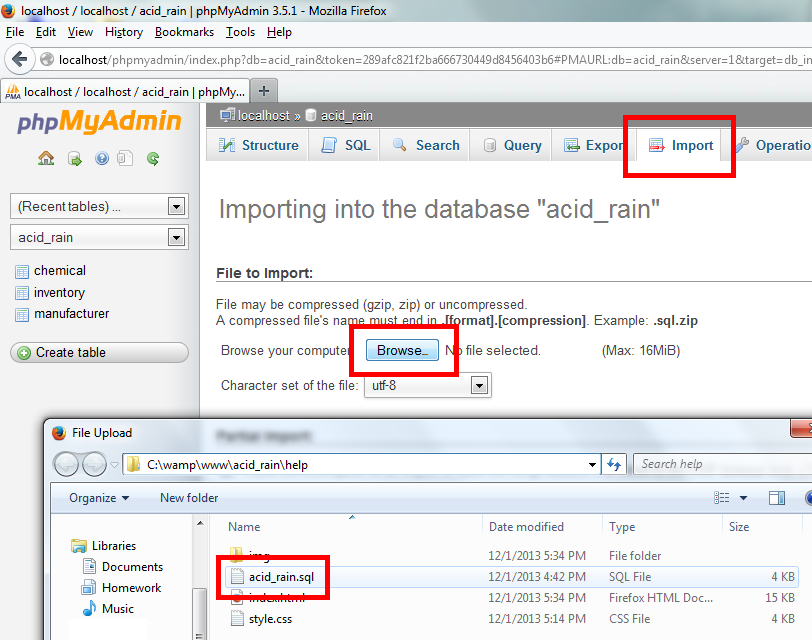 localhost / localhost / acid_rain | phpMyAdmin 3.5.1 - Mozilla Firefox
File Edit View History Bookmarks Tools Help
localhost/phpmyadmin/index.php?db=acid_rain&token=289afc821f2ba666730449d8456403b6#PMAURL:db=acid_rain&server=1&target=db_in
PMA localhost / localhost / acid_rain | phpMy... +
phpMyAdmin
localhost » acid_rain
Structure SQL Search Query Expor Import Operatio
(Recent tables) ...
acid_rain
chemical
inventory
manufacturer
Create table
Importing into the database "acid_rain"
File to Import:
File may be compressed (gzip, zip) or uncompressed.
A compressed file's name must end in .[format].[compression]. Example: .sql.zip
Browse your computer Browse... No file selected. (Max: 16MiB)
Character set of the file: utf-8
Partial Import:
File Upload
C:\wamp\www\acid_rain\help
Search help
Organize New folder
Libraries
Documents
Homework
Music
Name Date modified Type Size
img 12/1/2013 5:34 PM File folder
acid_rain.sql 12/1/2013 4:42 PM SQL File 4 KB
index.html 12/1/2013 5:34 PM Firefox HTML Doc... 15 KB
style.css 12/1/2013 5:14 PM CSS File 4 KB